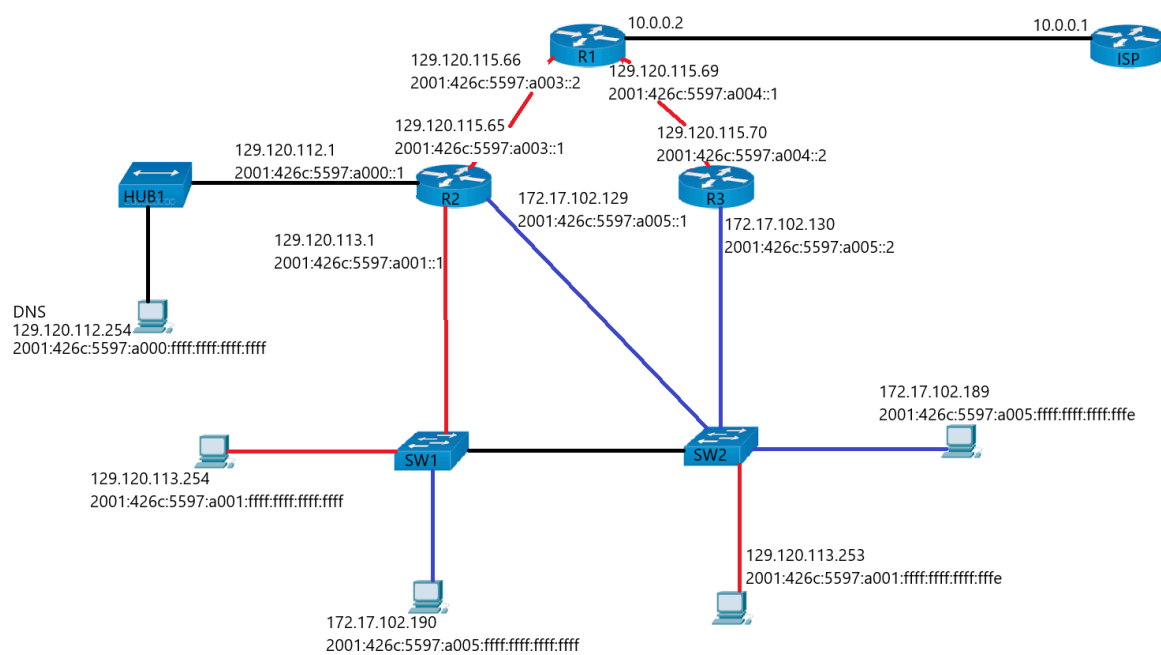 10.0.0.2
10.0.0.1
R1
ISP
129.120.115.66
2001:426c:5597:a003::2
129.120.115.69
2001:426c:5597:a004::1
129.120.115.65
2001:426c:5597:a003::1
129.120.115.70
2001:426c:5597:a004::2
129.120.112.1
2001:426c:5597:a000::1
HUB1
R2
172.17.102.129
2001:426c:5597:a005::1
R3
172.17.102.130
2001:426c:5597:a005::2
129.120.113.1
2001:426c:5597:a001::1
DNS
129.120.112.254
2001:426c:5597:a000:ffff:ffff:ffff:ffff
172.17.102.189
2001:426c:5597:a005:ffff:ffff:ffff:fffe
SW1
SW2
129.120.113.254
2001:426c:5597:a001:ffff:ffff:ffff:ffff
129.120.113.253
2001:426c:5597:a001:ffff:ffff:ffff:fffe
172.17.102.190
2001:426c:5597:a005:ffff:ffff:ffff:ffff